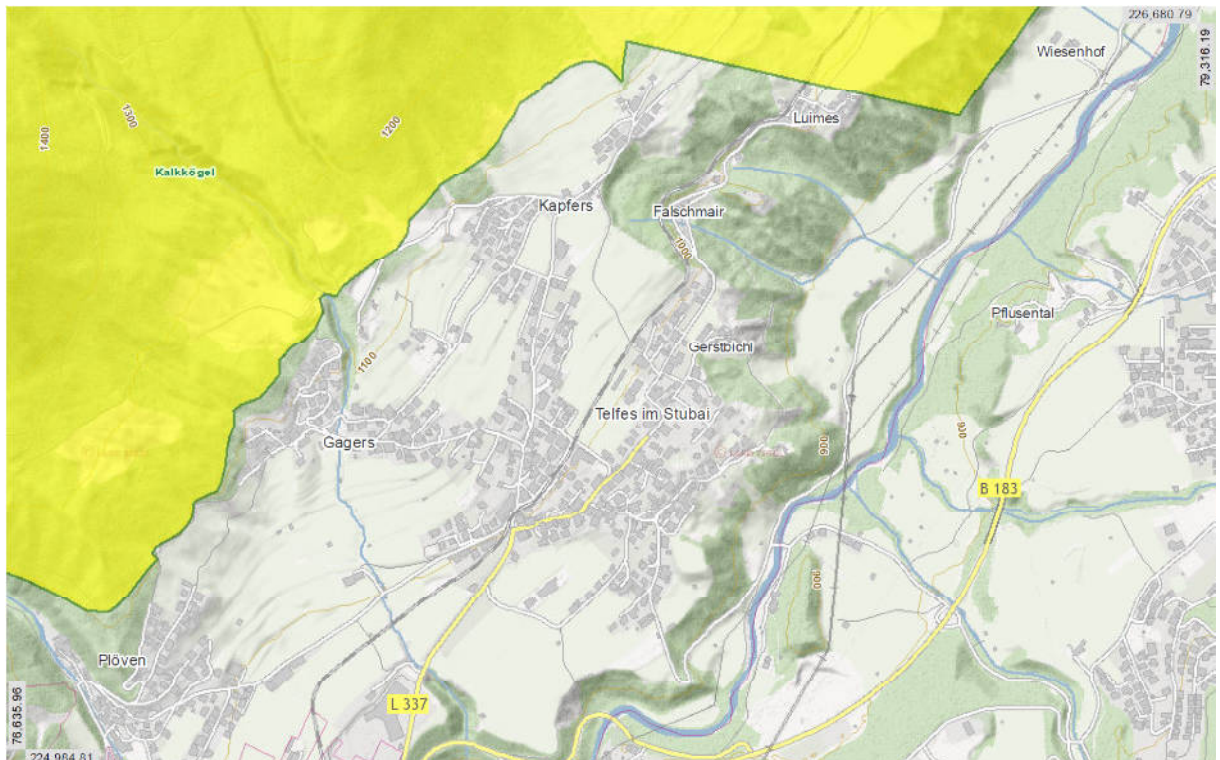 226,680.79
79,316.19
Wiesenhof
1400
1300
1200
Luimes
Kalkkögel
Kapfers
Falschmair
1000
Pflusental
1100
Gerstbichl
Telfes im Stubai
Gagers
900
900
B 183
900
Plöven
L 337
76,635.96
224,984.81